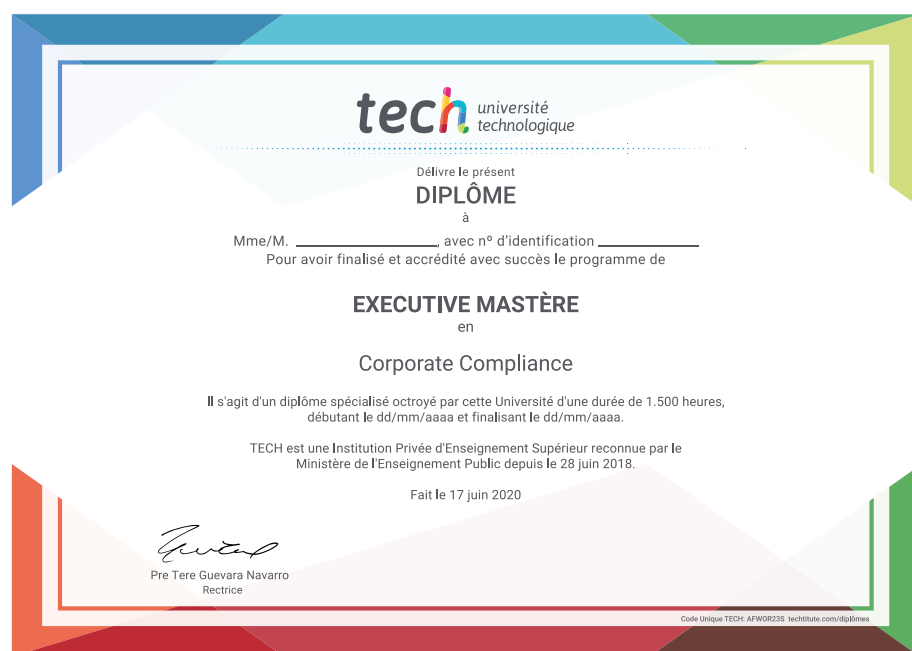 tech université
technologique
Délivre le présent
DIPLÔME
à
Mme/M. ____________________, avec nº d'identification ______________
Pour avoir finalisé et accrédité avec succès le programme de
EXECUTIVE MASTÈRE
en
Corporate Compliance
Il s'agit d'un diplôme spécialisé octroyé par cette Université d'une durée de 1.500 heures,
débutant le dd/mm/aaaa et finalisant le dd/mm/aaaa.
TECH est une Institution Privée d'Enseignement Supérieur reconnue par le
Ministère de l'Enseignement Public depuis le 28 juin 2018.
Fait le 17 juin 2020
Pre Tere Guevara Navarro
Rectrice
Code Unique TECH: AFWOR23S techtitute.com/diplômes